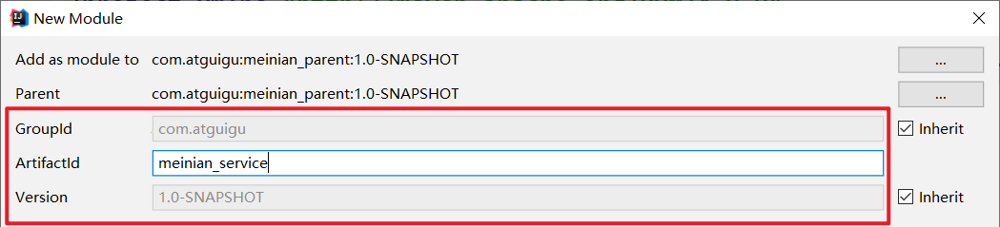 New Module
Add as module to com.atguigu:meinian_parent:1.0-SNAPSHOT ...
Parent com.atguigu:meinian_parent:1.0-SNAPSHOT ...
GroupId com.atguigu Inherit
ArtifactId meinian_service
Version 1.0-SNAPSHOT Inherit